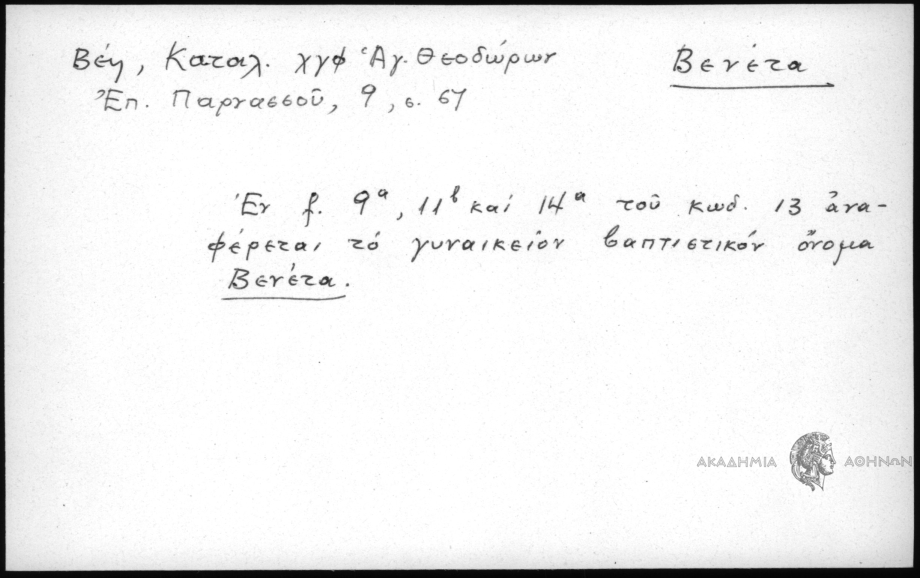 Βέη, Καταλ. χγφ Ἁγ. Θεοδώρων
Βενέτα
Ἐπ. Παρνασσοῦ, 9, σ. 67
Ἐν f. 9α, 11β καί 14α τοῦ κωδ. 13 ἀνα-
φέρεται τό γυναικεῖον βαπτιστικόν ὄνομα
Βενέτα.
ΑΚΑΔΗΜΙΑ ΑΘΗΝΩΝ